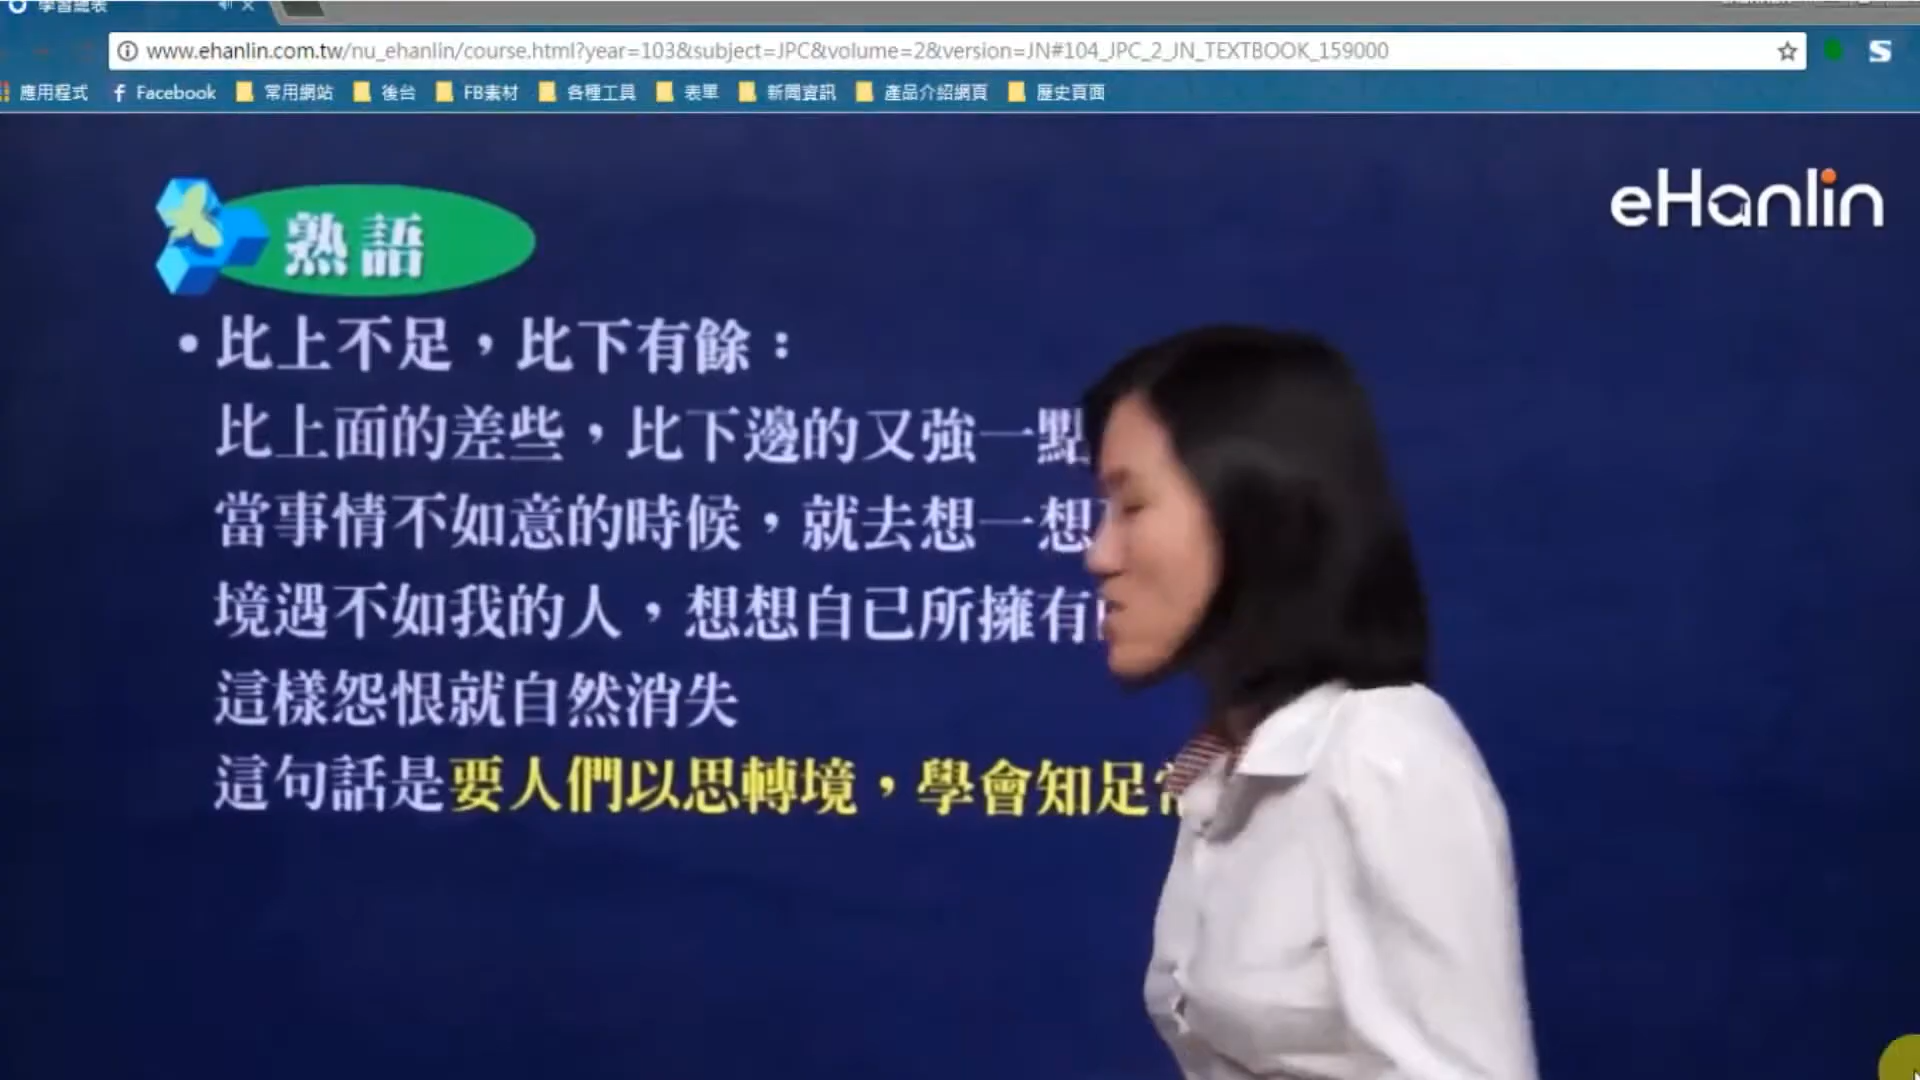 學習總表
www.ehanlin.com.tw/nu_ehanlin/course.html?year=103&subject=JPC&volume=2&version=JN#104_JPC_2_JN_TEXTBOOK_159000
應用程式 Facebook 常用網站 後台 FB素材 各種工具 表單 新聞資訊 產品介紹網頁 歷史頁面
eHanlin
熟語
•比上不足，比下有餘：
比上面的差些，比下邊的又強一點
當事情不如意的時候，就去想一想
境遇不如我的人，想想自己所擁有
這樣怨恨就自然消失
這句話是要人們以思轉境，學會知足